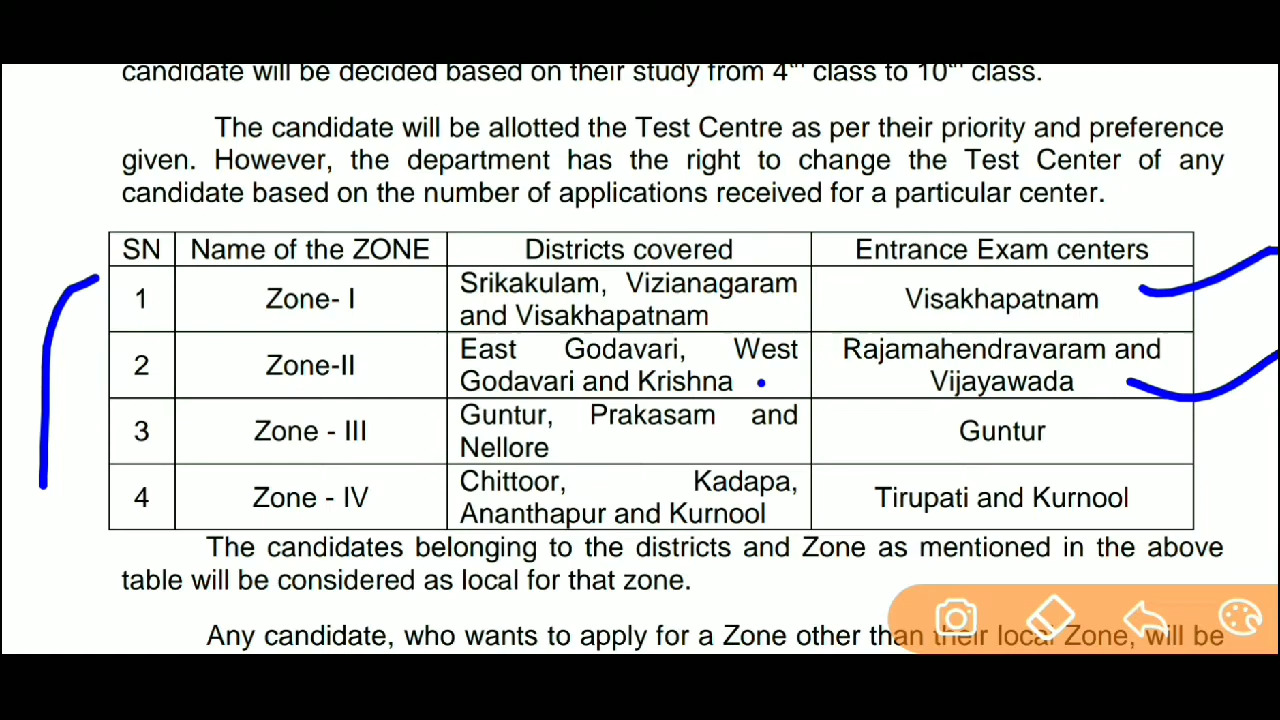 candidate will be decided based on their study from 4th class to 10th class.
The candidate will be allotted the Test Centre as per their priority and preference
given. However, the department has the right to change the Test Center of any
candidate based on the number of applications received for a particular center.
SN Name of the ZONE Districts covered Entrance Exam centers
1 Zone- I Srikakulam, Vizianagaram and Visakhapatnam Visakhapatnam
2 Zone-II East Godavari, West Godavari and Krishna Rajamahendravaram and Vijayawada
3 Zone - III Guntur, Prakasam and Nellore Guntur
4 Zone - IV Chittoor, Kadapa, Ananthapur and Kurnool Tirupati and Kurnool
The candidates belonging to the districts and Zone as mentioned in the above
table will be considered as local for that zone.
Any candidate, who wants to apply for a Zone other than their local Zone, will be